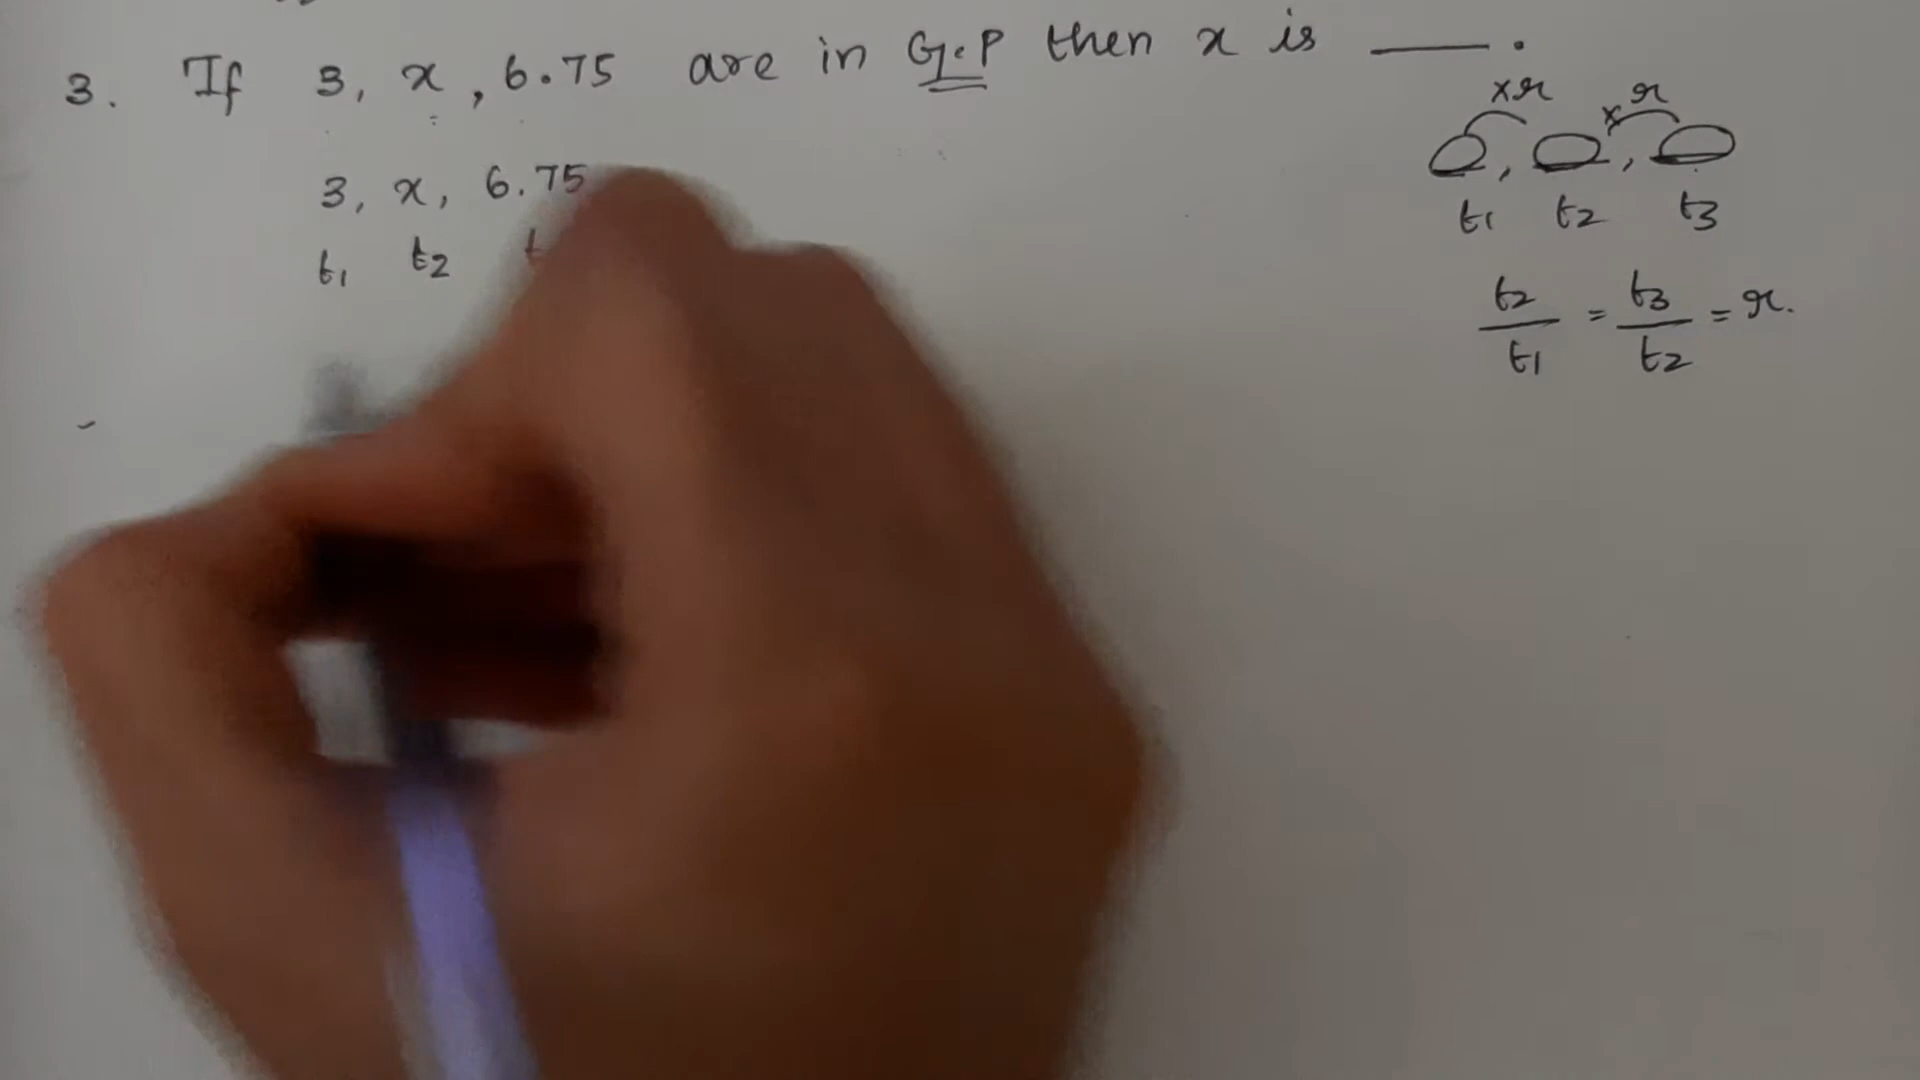 3. If 3, x, 6.75 are in G.P then x is ___.
×r ×r
t1 t2 t3
3, x, 6.75
t1 t2 t
t2/t1 = t3/t2 = r.